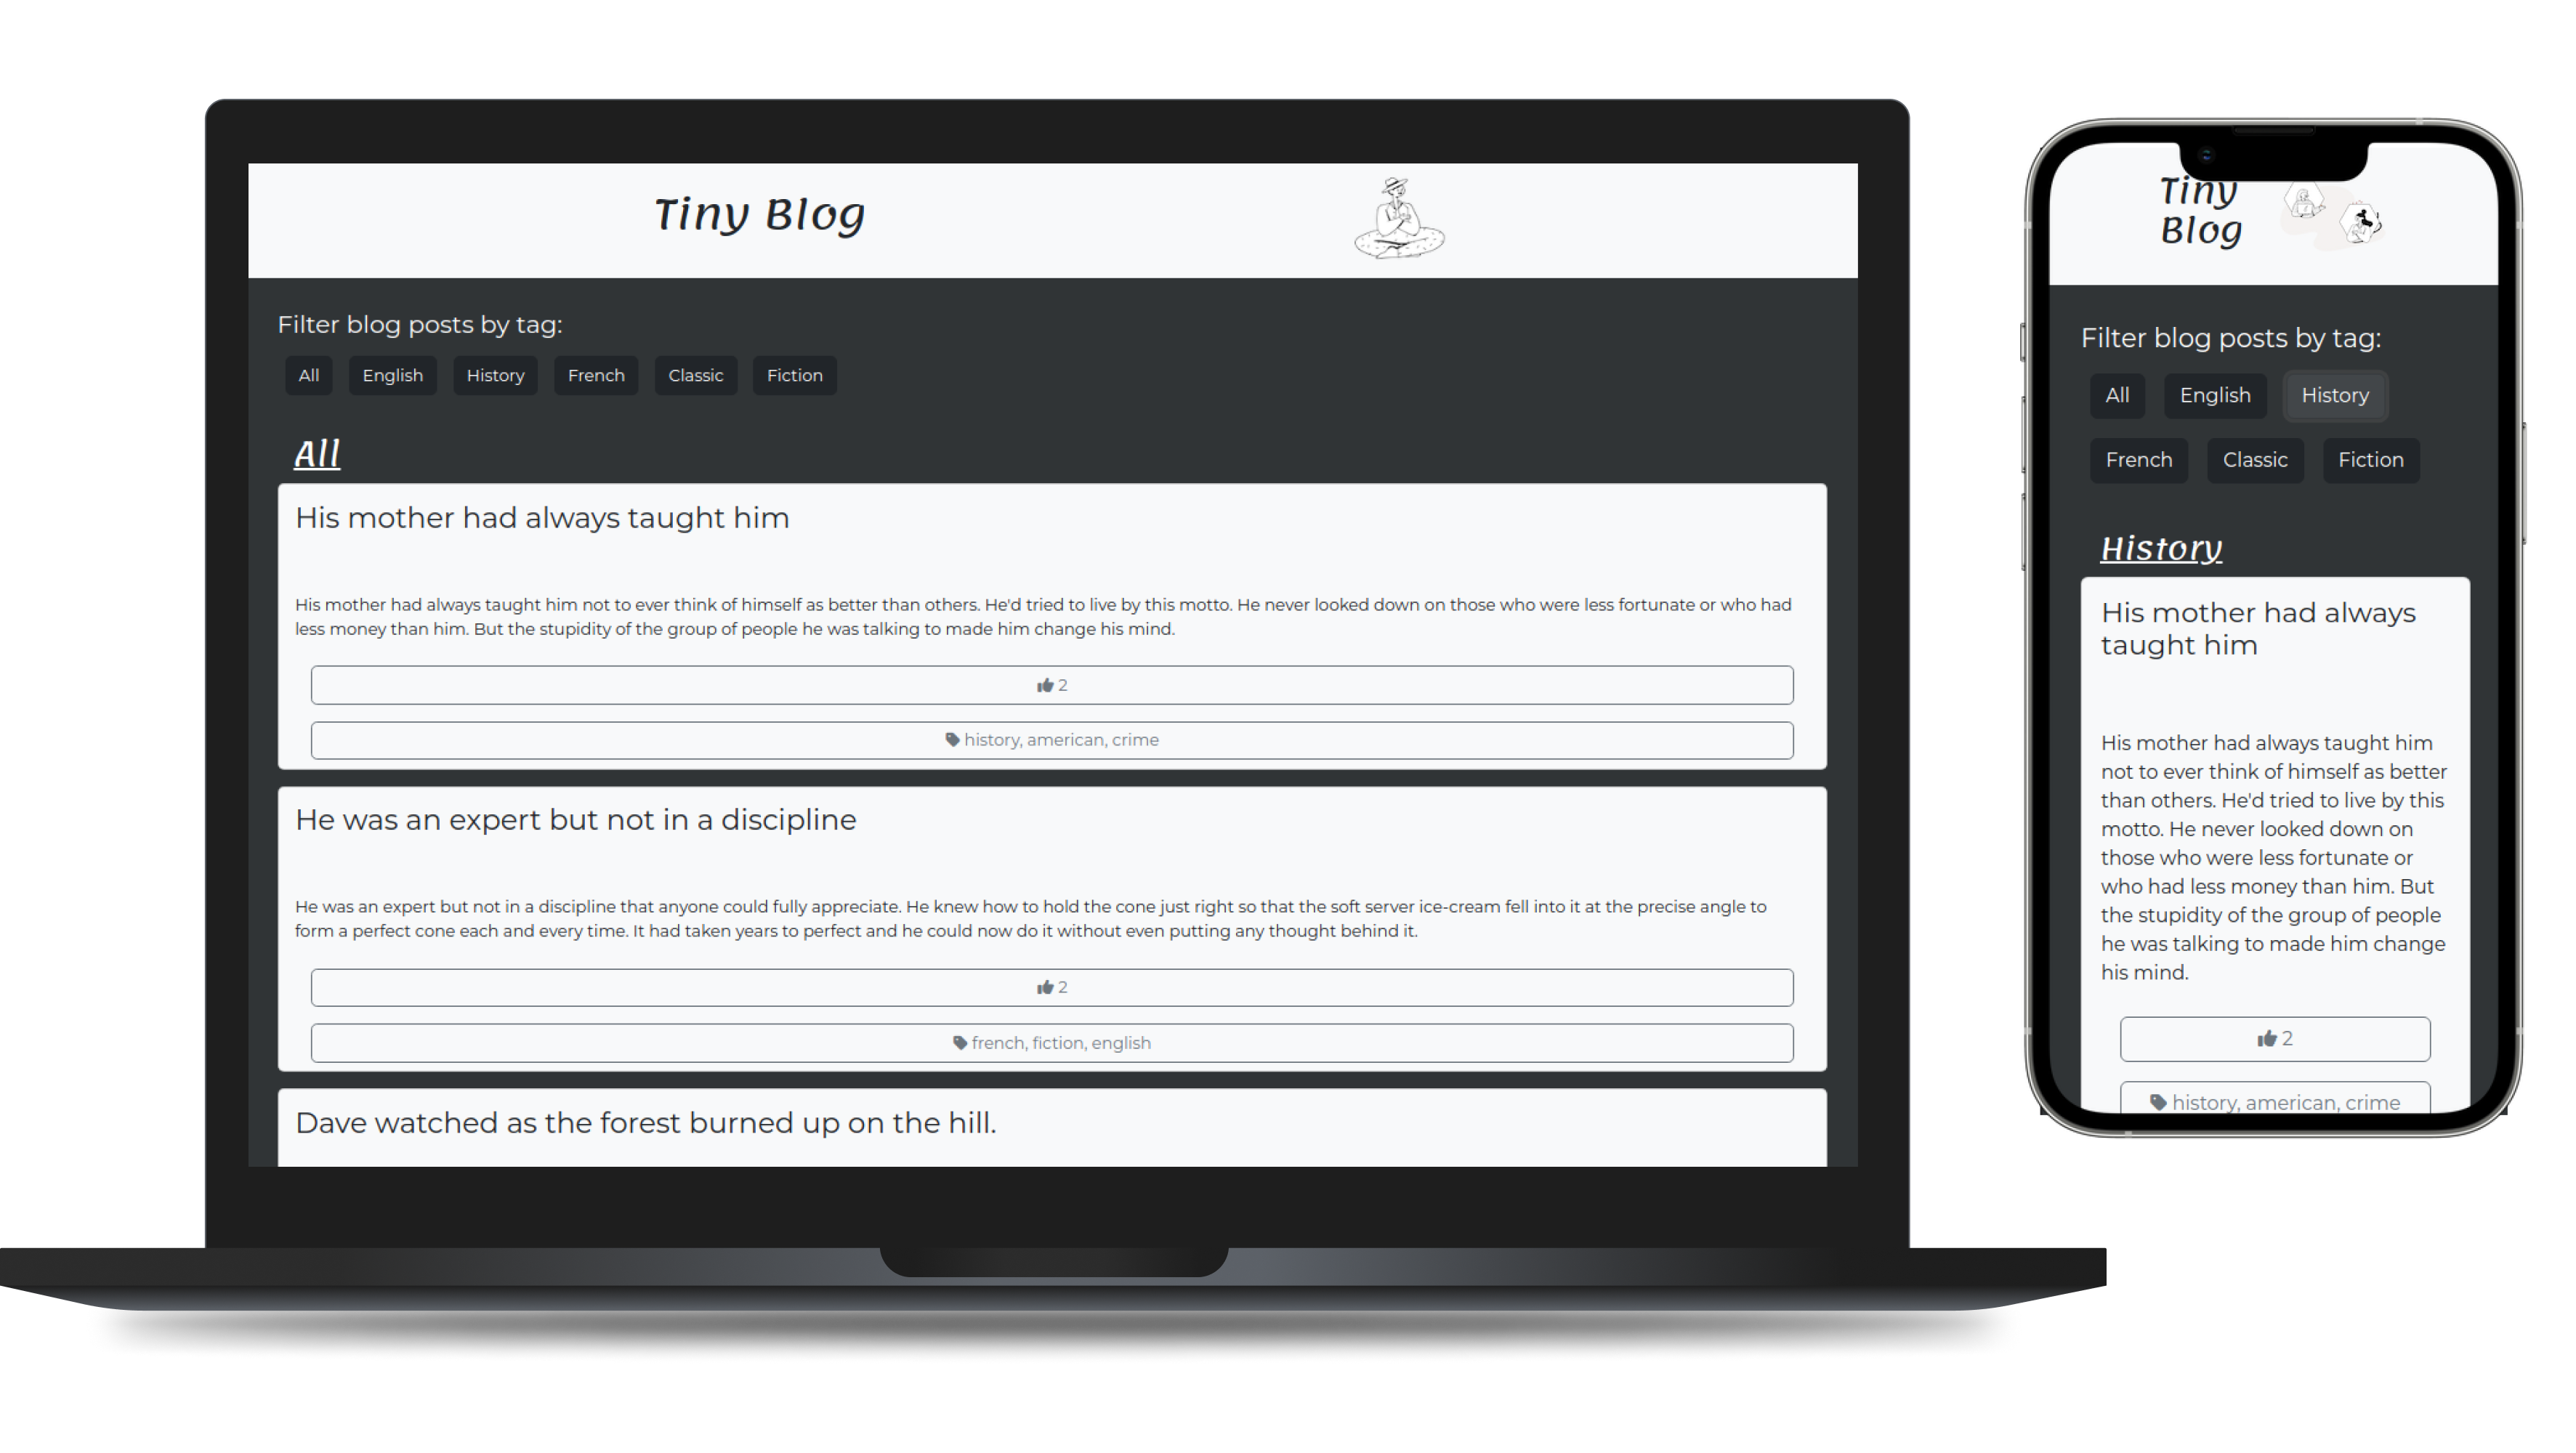 Tiny Blog
Filter blog posts by tag:
All English History French Classic Fiction
All
His mother had always taught him
His mother had always taught him not to ever think of himself as better than others. He'd tried to live by this motto. He never looked down on those who were less fortunate or who had
less money than him. But the stupidity of the group of people he was talking to made him change his mind.
2
history, american, crime
He was an expert but not in a discipline
He was an expert but not in a discipline that anyone could fully appreciate. He knew how to hold the cone just right so that the soft server ice-cream fell into it at the precise angle to
form a perfect cone each and every time. It had taken years to perfect and he could now do it without even putting any thought behind it.
2
french, fiction, english
Dave watched as the forest burned up on the hill.
Tiny
Blog
Filter blog posts by tag:
All English History
French Classic Fiction
History
His mother had always
taught him
His mother had always taught him
not to ever think of himself as better
than others. He'd tried to live by this
motto. He never looked down on
those who were less fortunate or
who had less money than him. But
the stupidity of the group of people
he was talking to made him change
his mind.
2
history, american, crime